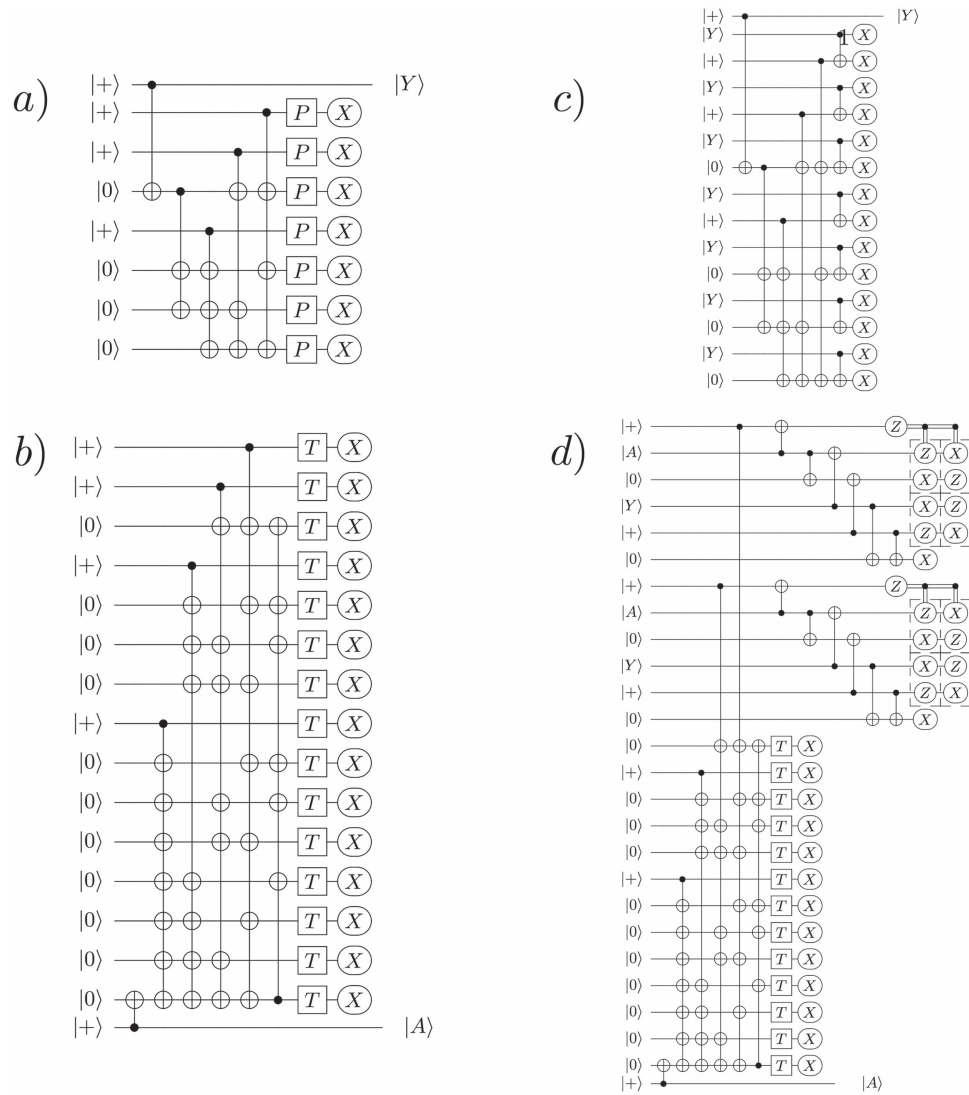 a)
|+⟩ |Y⟩
|+⟩ P X
|+⟩ P X
|0⟩ P X
|+⟩ P X
|0⟩ P X
|0⟩ P X
|0⟩ P X
b)
|+⟩ T X
|+⟩ T X
|0⟩ T X
|+⟩ T X
|0⟩ T X
|0⟩ T X
|0⟩ T X
|+⟩ T X
|0⟩ T X
|0⟩ T X
|0⟩ T X
|0⟩ T X
|0⟩ T X
|0⟩ T X
|0⟩ T X
|+⟩ |A⟩
c)
|+⟩ |Y⟩
|Y⟩ 1 X
|+⟩ X
|Y⟩ X
|+⟩ X
|Y⟩ X
|0⟩ X
|Y⟩ X
|+⟩ X
|Y⟩ X
|0⟩ X
|Y⟩ X
|0⟩ X
|Y⟩ X
|0⟩ X
d)
|+⟩ Z
|A⟩ Z X
|0⟩ X Z
|Y⟩ X Z
|+⟩ Z X
|0⟩ X
|+⟩ Z
|A⟩ Z X
|0⟩ X Z
|Y⟩ X Z
|+⟩ Z X
|0⟩ X
|0⟩ T X
|+⟩ T X
|0⟩ T X
|0⟩ T X
|0⟩ T X
|+⟩ T X
|0⟩ T X
|0⟩ T X
|0⟩ T X
|0⟩ T X
|0⟩ T X
|0⟩ T X
|0⟩ T X
|+⟩ |A⟩